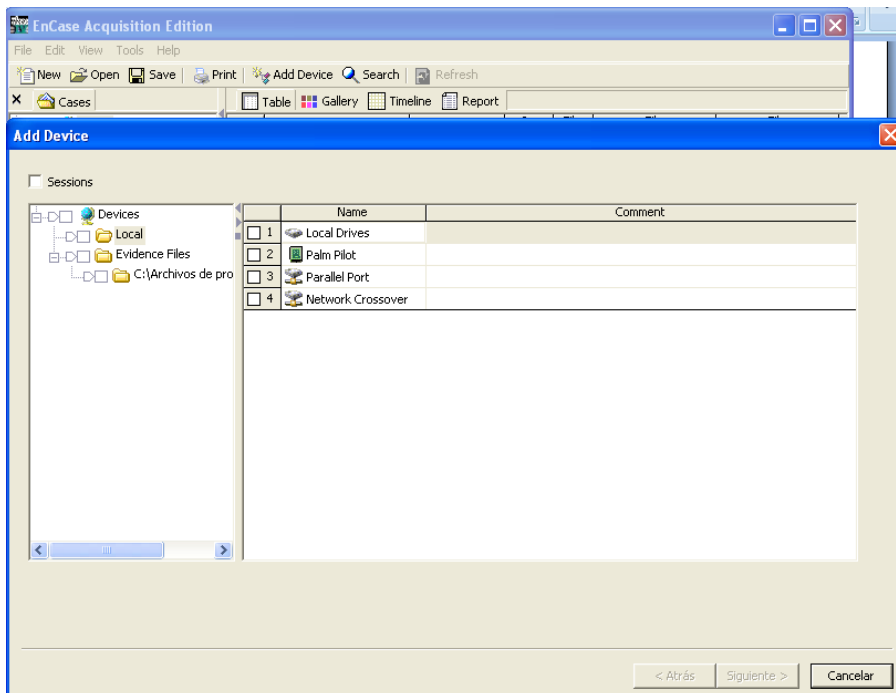 EnCase Acquisition Edition
File Edit View Tools Help
New Open Save Print Add Device Search Refresh
Cases Table Gallery Timeline Report
Add Device
Sessions
Devices
Local
Evidence Files
C:\Archivos de pro
Name Comment
1 Local Drives
2 Palm Pilot
3 Parallel Port
4 Network Crossover
< Atrás Siguiente > Cancelar